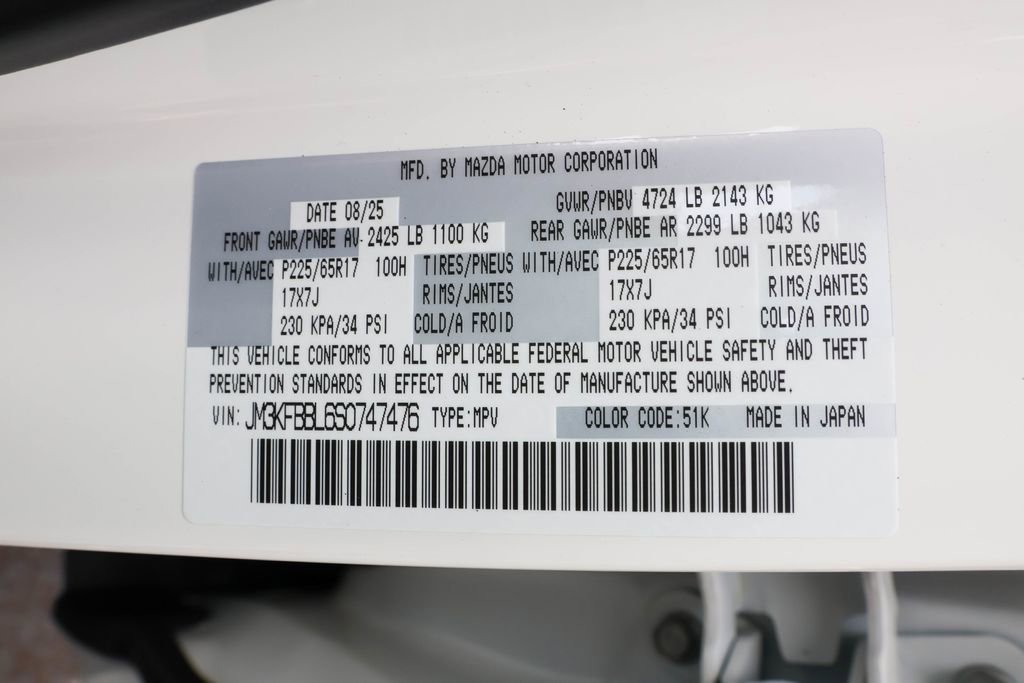 MFD. BY MAZDA MOTOR CORPORATION
DATE 08/25 GVWR/PNBV 4724 LB 2143 KG
FRONT GAWR/PNBE AV 2425 LB 1100 KG REAR GAWR/PNBE AR 2299 LB 1043 KG
WITH/AVEC P225/65R17 100H TIRES/PNEUS WITH/AVEC P225/65R17 100H TIRES/PNEUS
17X7J RIMS/JANTES 17X7J RIMS/JANTES
230 KPA/34 PSI COLD/A FROID 230 KPA/34 PSI COLD/A FROID
THIS VEHICLE CONFORMS TO ALL APPLICABLE FEDERAL MOTOR VEHICLE SAFETY AND THEFT
PREVENTION STANDARDS IN EFFECT ON THE DATE OF MANUFACTURE SHOWN ABOVE.
VIN: JM3KFBBL6S0747476 TYPE:MPV COLOR CODE:51K MADE IN JAPAN